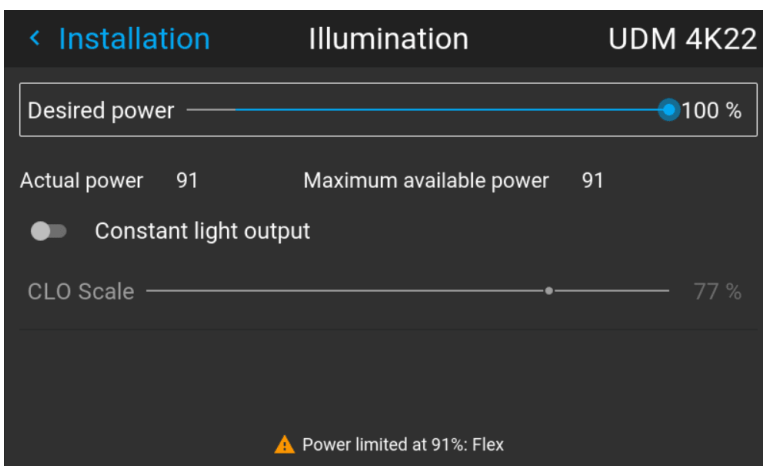 < Installation Illumination UDM 4K22
Desired power 100 %
Actual power 91 Maximum available power 91
Constant light output
CLO Scale 77 %
Power limited at 91%: Flex